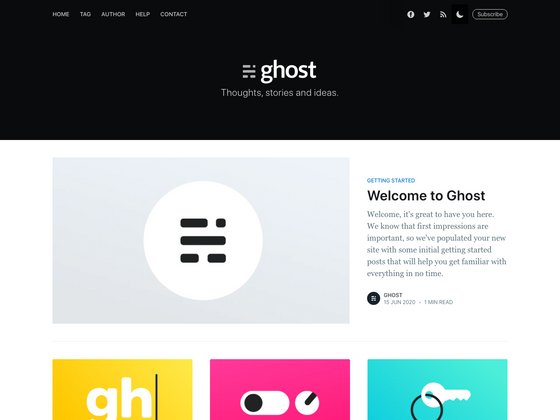 HOME TAG AUTHOR HELP CONTACT Subscribe
ghost
Thoughts, stories and ideas.
GETTING STARTED
Welcome to Ghost
Welcome, it's great to have you here.
We know that first impressions are
important, so we've populated your new
site with some initial getting started
posts that will help you get familiar with
everything in no time.
GHOST
15 JUN 2020 • 1 MIN READ
gh